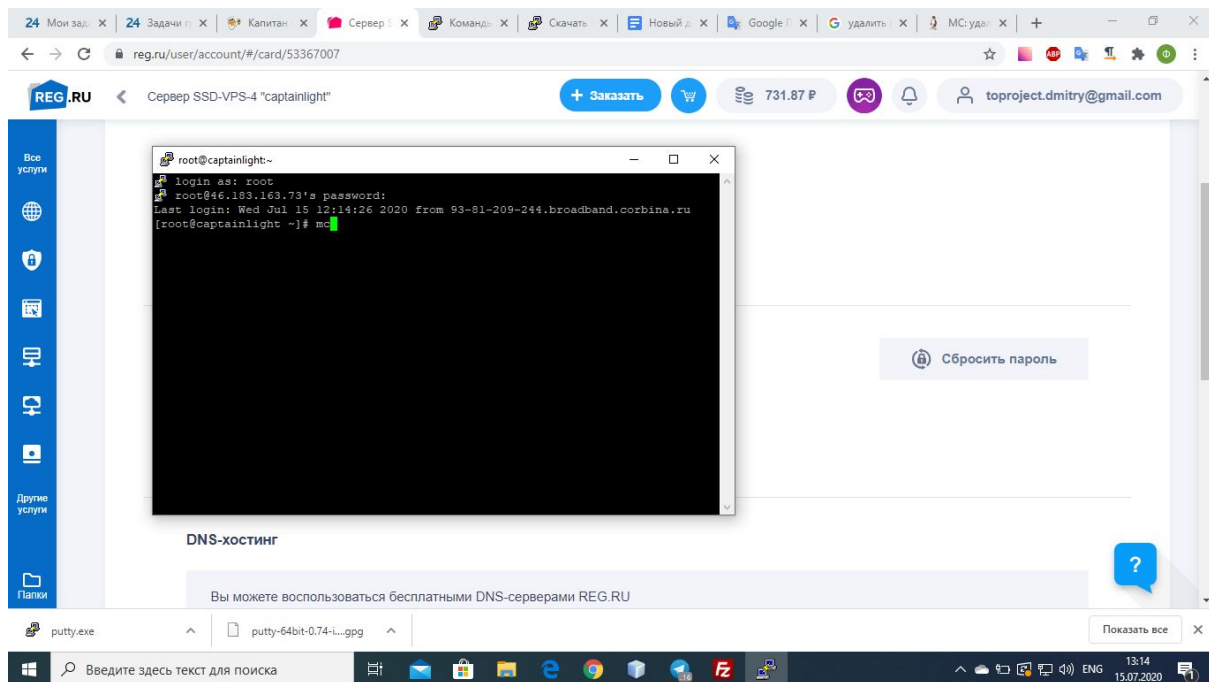 24 Мои зад
24 Задачи г
Капитан
Сервер S
Команд
Скачать
Новый д
Google П
удалить
MC: удал
reg.ru/user/account/#/card/53367007
REG.RU
Сервер SSD-VPS-4 "captainlight"
+ Заказать
731.87 ₽
toproject.dmitry@gmail.com
Все
услуги
root@captainlight:~
login as: root
root@46.183.163.73's password:
Last login: Wed Jul 15 12:14:26 2020 from 93-81-209-244.broadband.corbina.ru
[root@captainlight ~]# mc
Сбросить пароль
Другие
услуги
DNS-хостинг
Папки
Вы можете воспользоваться бесплатными DNS-серверами REG.RU
?
putty.exe
putty-64bit-0.74-i....gpg
Показать все
Введите здесь текст для поиска
ENG
13:14
15.07.2020